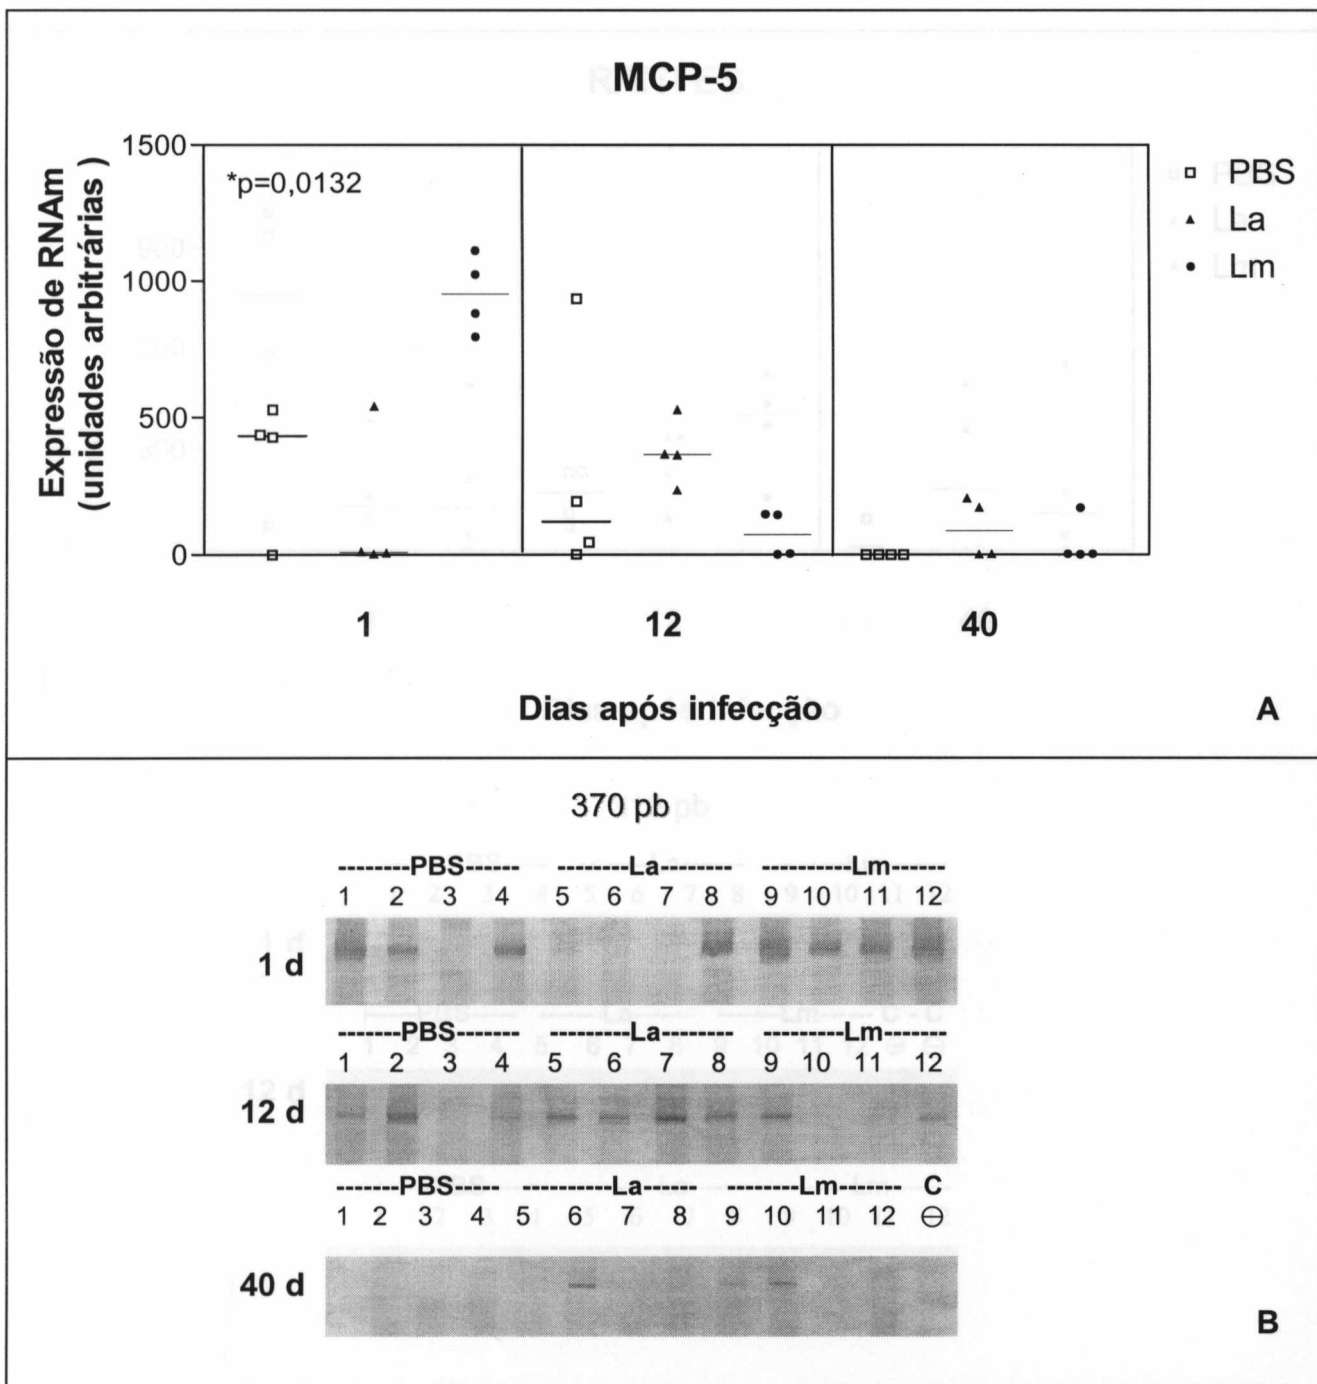 MCP-5
Expressão de RNAm
(unidades arbitrárias )
1500
1000
500
0
*p=0,0132
PBS
La
Lm
1 12 40
Dias após infecção
A
370 pb
-------PBS------ -------La------- --------Lm-------
1 2 3 4 5 6 7 8 9 10 11 12
1 d
-------PBS------ -------La------- --------Lm-------
1 2 3 4 5 6 7 8 9 10 11 12
12 d
------PBS------ --------La------ -------Lm------ C
1 2 3 4 5 6 7 8 9 10 11 12 ⊖
40 d
B